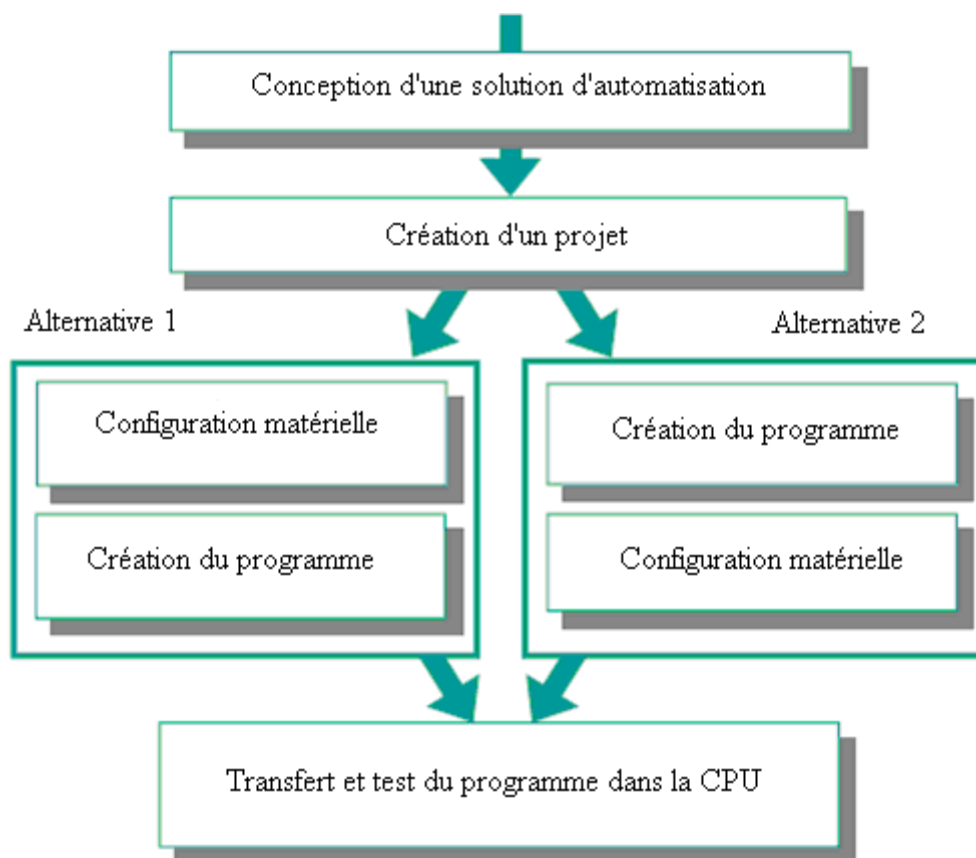 Conception d'une solution d'automatisation
Création d'un projet
Alternative 1
Configuration matérielle
Création du programme
Alternative 2
Création du programme
Configuration matérielle
Transfert et test du programme dans la CPU